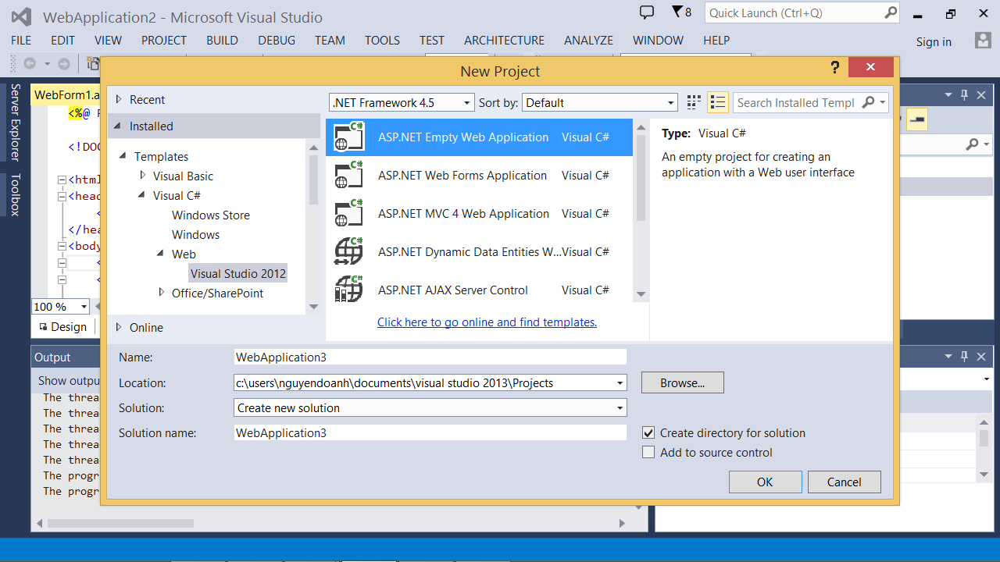 WebApplication2 - Microsoft Visual Studio
8
Quick Launch (Ctrl+Q)
FILE EDIT VIEW PROJECT BUILD DEBUG TEAM TOOLS TEST ARCHITECTURE ANALYZE WINDOW HELP
Sign in
New Project
?
Server Explorer
Toolbox
WebForm1.a
<%@ P
<!DOC
<html
<head
<
</hea
<body
<
<
100 %
Design
Recent
Installed
Templates
Visual Basic
Visual C#
Windows Store
Windows
Web
Visual Studio 2012
Office/SharePoint
Online
.NET Framework 4.5
Sort by: Default
Search Installed Templ
C# ASP.NET Empty Web Application Visual C#
C# ASP.NET Web Forms Application Visual C#
C# ASP.NET MVC 4 Web Application Visual C#
C# ASP.NET Dynamic Data Entities W... Visual C#
C# ASP.NET AJAX Server Control Visual C#
Click here to go online and find templates.
Type: Visual C#
An empty project for creating an
application with a Web user interface
Name: WebApplication3
Location: c:\users\nguyendoanh\documents\visual studio 2013\Projects
Browse...
Solution: Create new solution
Solution name: WebApplication3
Create directory for solution
Add to source control
OK
Cancel
Output
Show outpu
The threa
The threa
The threa
The threa
The threa
The progr
The progr